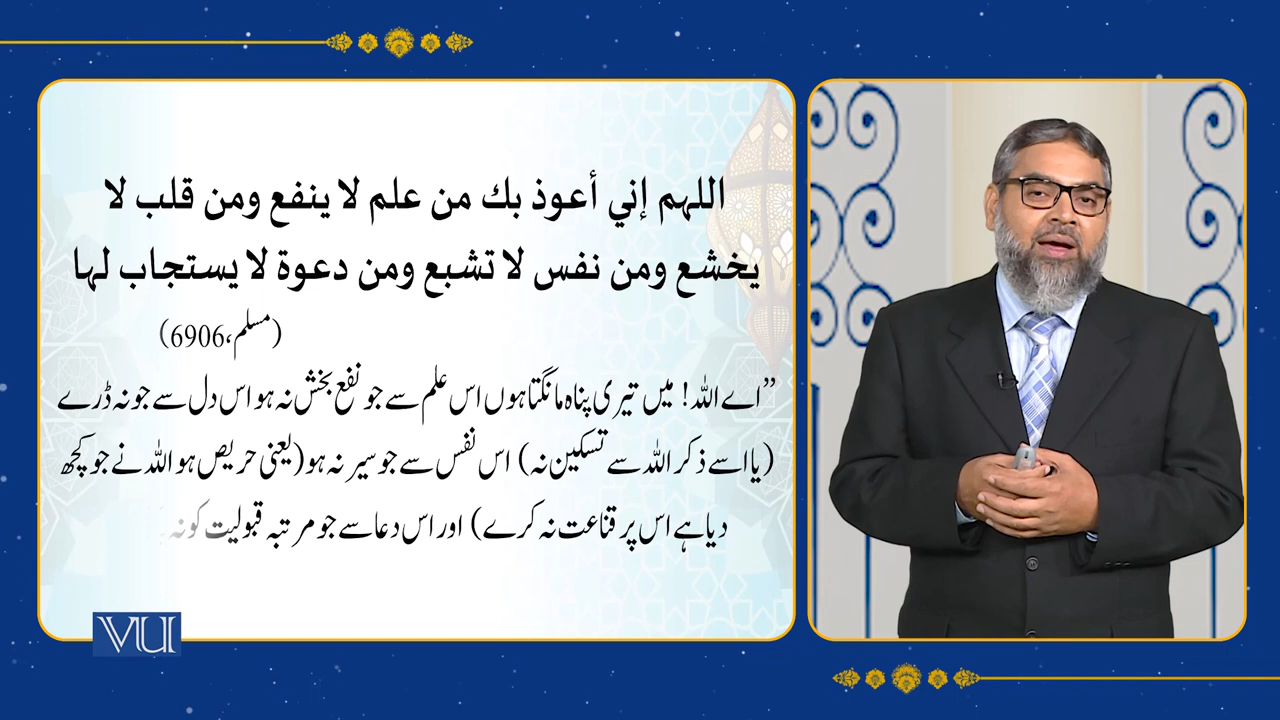 اللهم إني أعوذ بك من علم لا ينفع ومن قلب لا
يخشع ومن نفس لا تشبع ومن دعوة لا يستجاب لها
(مسلم،6906)
”اے اللہ! میں تیری پناہ مانگتا ہوں اس علم سے جو نفع بخش نہ ہو اس دل سے جو نہ ڈرے
(یا اسے ذکر اللہ سے تسکین نہ) اس نفس سے جو سیر نہ ہو (یعنی حریص ہو اللہ نے جو کچھ
دیا ہے اس پر قناعت نہ کرے) اور اس دعا سے جو مرتبہ قبولیت کو نہ
VU